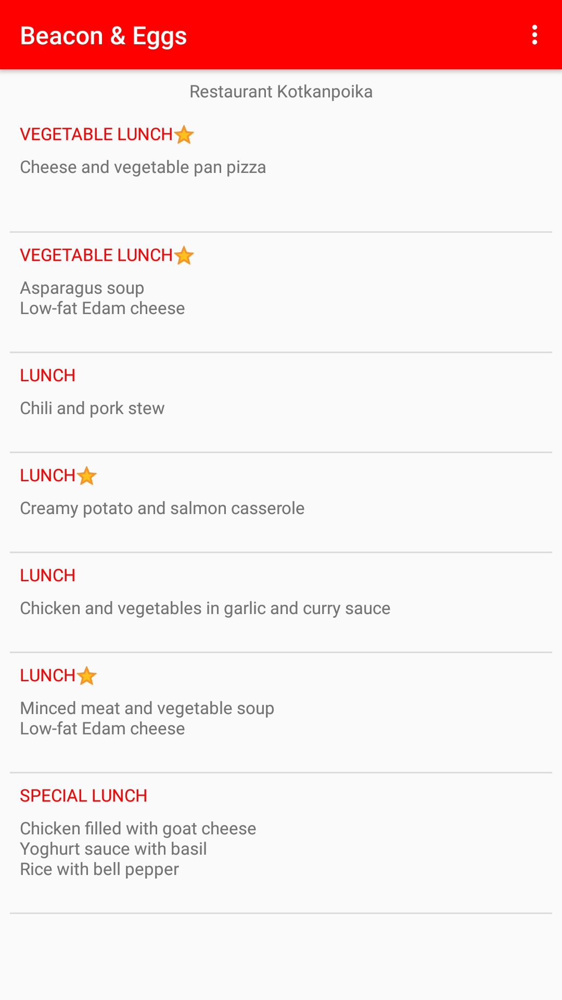 Beacon & Eggs
Restaurant Kotkanpoika
VEGETABLE LUNCH
Cheese and vegetable pan pizza
VEGETABLE LUNCH
Asparagus soup
Low-fat Edam cheese
LUNCH
Chili and pork stew
LUNCH
Creamy potato and salmon casserole
LUNCH
Chicken and vegetables in garlic and curry sauce
LUNCH
Minced meat and vegetable soup
Low-fat Edam cheese
SPECIAL LUNCH
Chicken filled with goat cheese
Yoghurt sauce with basil
Rice with bell pepper